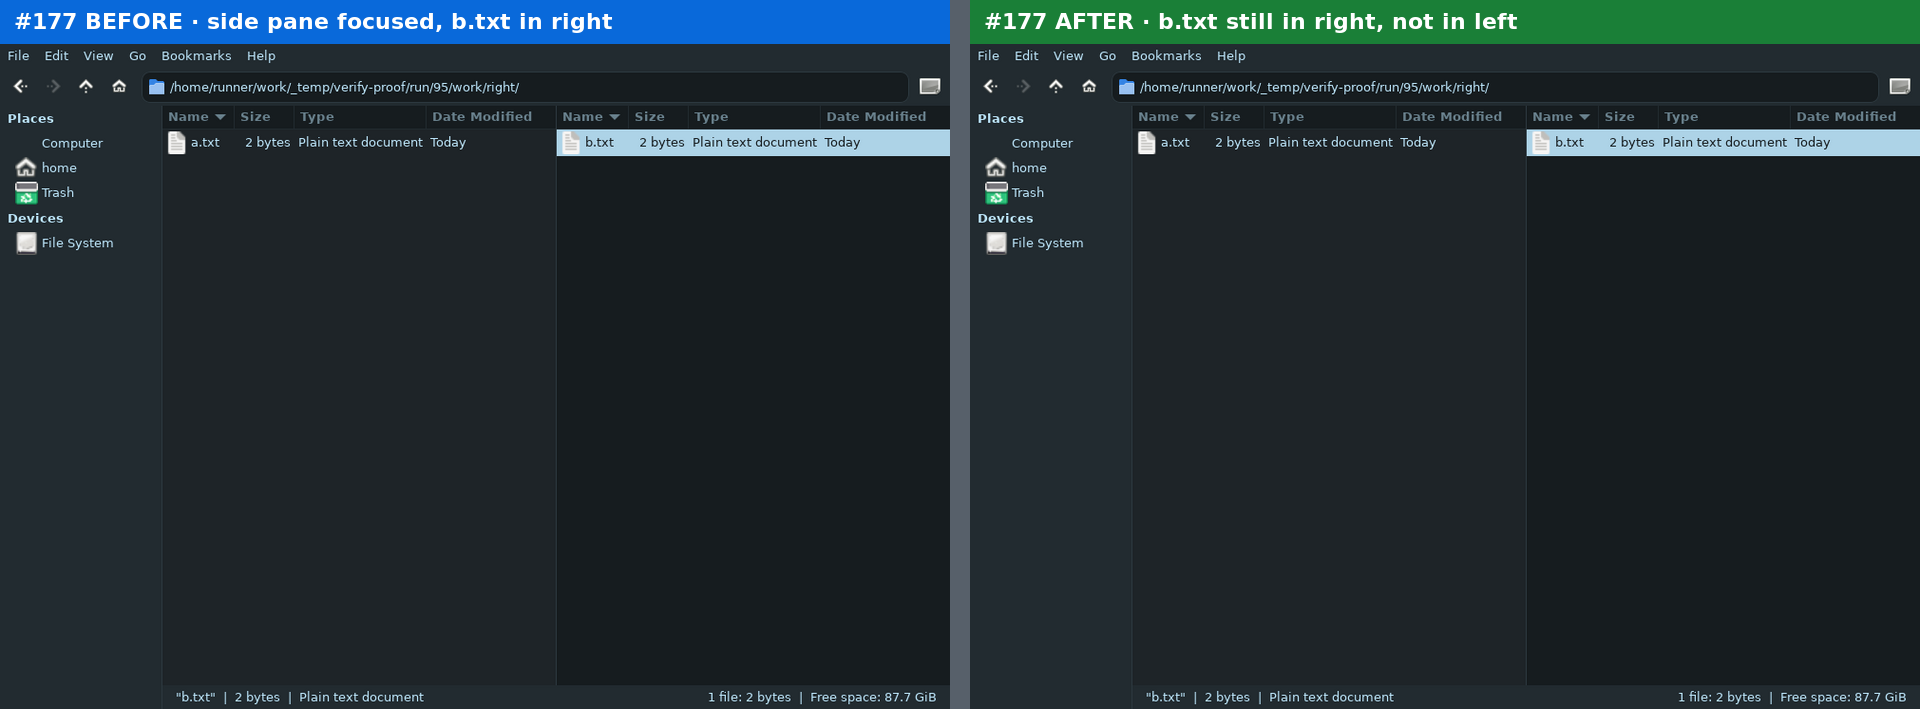 #177 BEFORE · side pane focused, b.txt in right
File Edit View Go Bookmarks Help
/home/runner/work/_temp/verify-proof/run/95/work/right/
Places
Computer
home
Trash
Devices
File System
Name Size Type Date Modified
a.txt 2 bytes Plain text document Today
Name Size Type Date Modified
b.txt 2 bytes Plain text document Today
"b.txt" | 2 bytes | Plain text document
1 file: 2 bytes | Free space: 87.7 GiB
#177 AFTER · b.txt still in right, not in left
File Edit View Go Bookmarks Help
/home/runner/work/_temp/verify-proof/run/95/work/right/
Places
Computer
home
Trash
Devices
File System
Name Size Type Date Modified
a.txt 2 bytes Plain text document Today
Name Size Type Date Modified
b.txt 2 bytes Plain text document Today
"b.txt" | 2 bytes | Plain text document
1 file: 2 bytes | Free space: 87.7 GiB